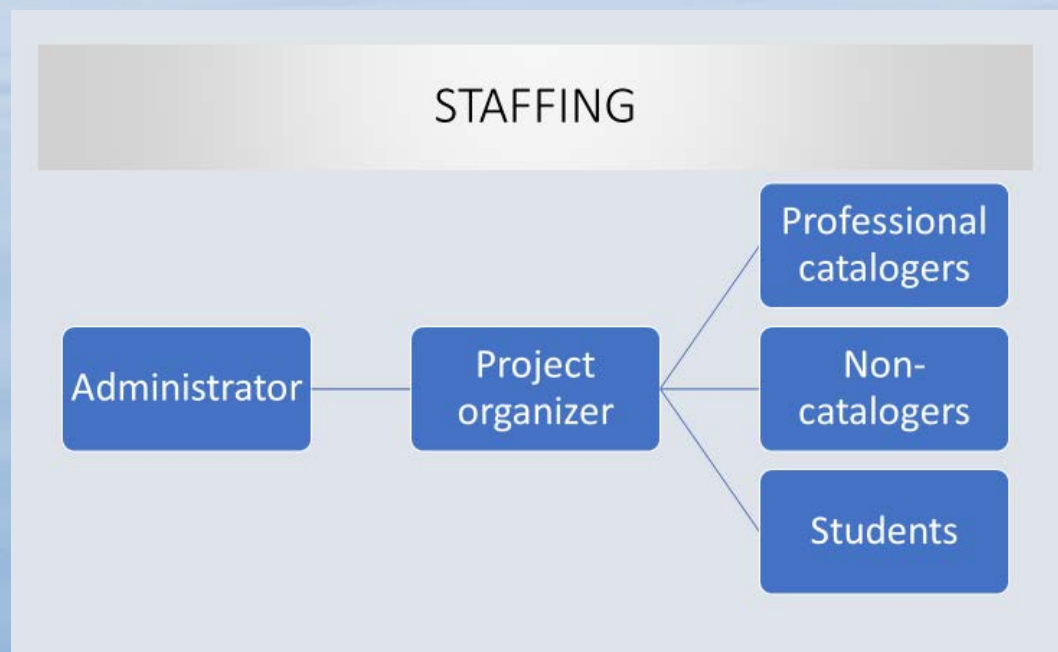 STAFFING
Administrator
Project
organizer
Professional
catalogers
Non-
catalogers
Students